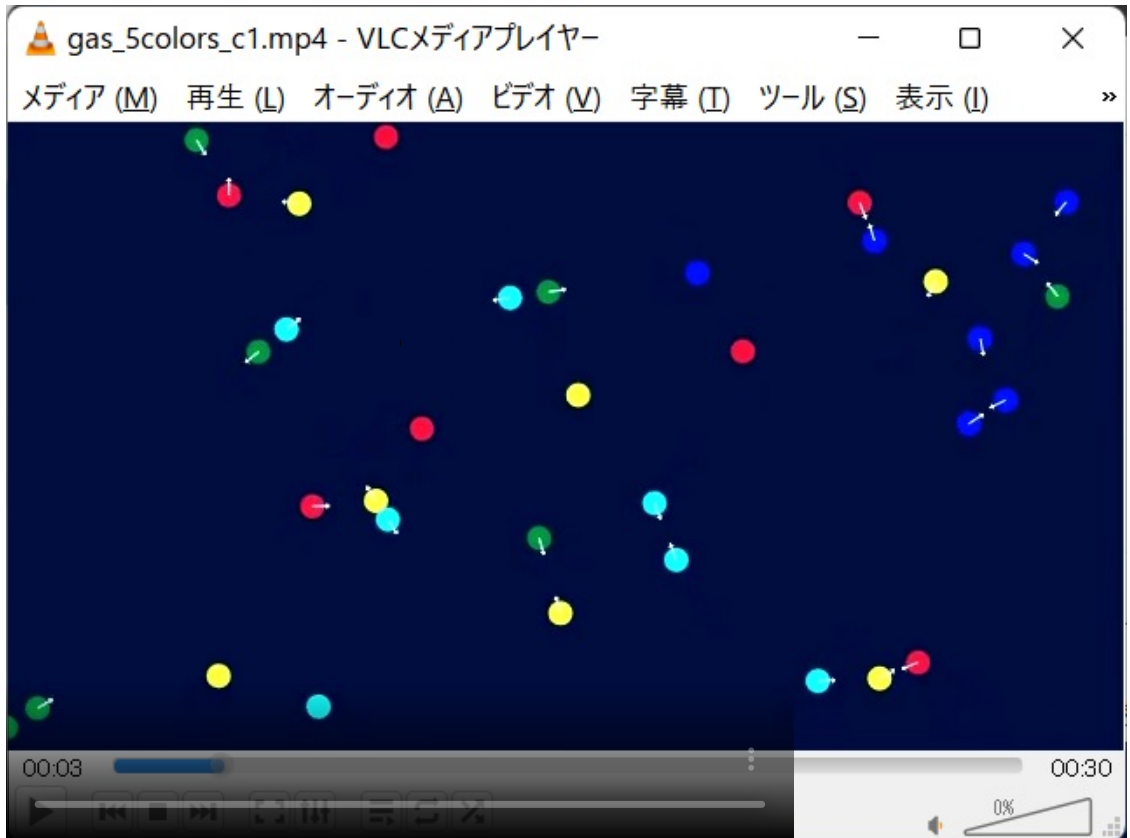 gas_5colors_c1.mp4 - VLCメディアプレイヤー
メディア (M) 再生 (L) オーディオ (A) ビデオ (V) 字幕 (T) ツール (S) 表示 (I) »
00:03 00:30
0%